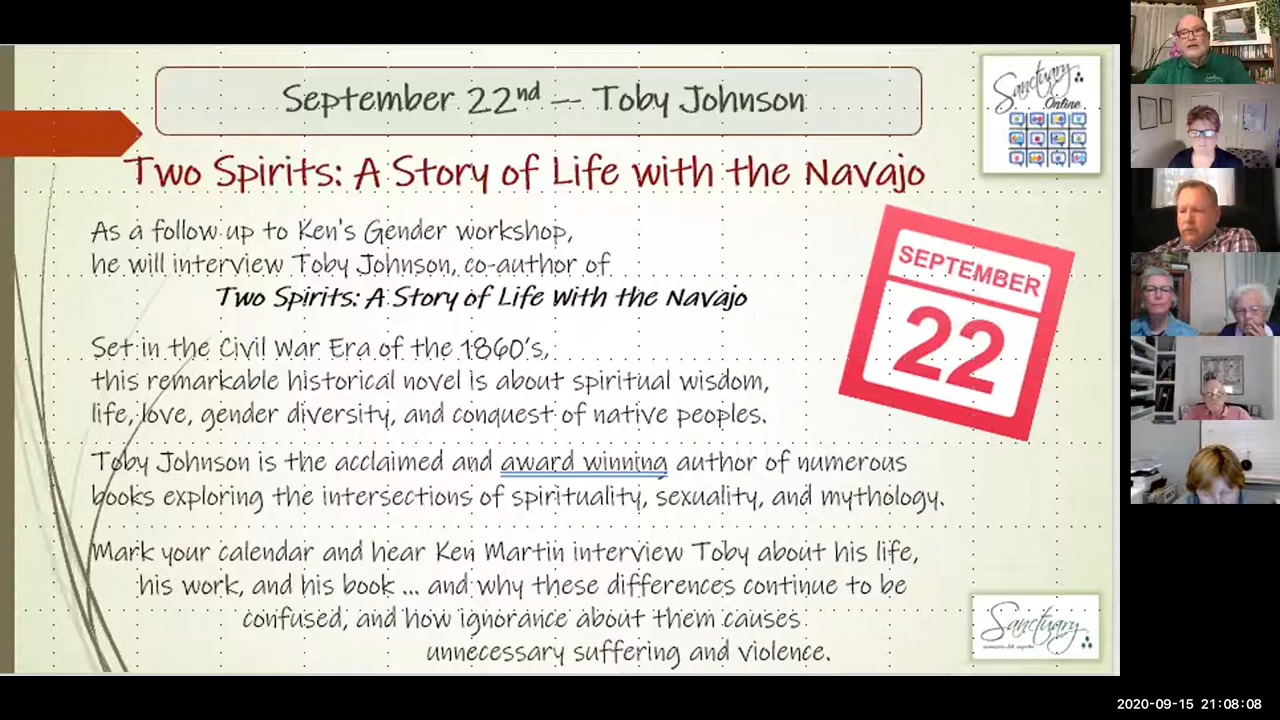 September 22nd – Toby Johnson
Sanctuary
Online
Two Spirits: A Story of Life with the Navajo
As a follow up to Ken's Gender workshop,
he will interview Toby Johnson, co-author of
Two Spirits: A Story of Life With the Navajo
SEPTEMBER
22
Set in the Civil War Era of the 1860's,
this remarkable historical novel is about spiritual wisdom,
life, love, gender diversity, and conquest of native peoples.
Toby Johnson is the acclaimed and award winning author of numerous
books exploring the intersections of spirituality, sexuality, and mythology.
Mark your calendar and hear Ken Martin interview Toby about his life,
his work, and his book ... and why these differences continue to be
confused, and how ignorance about them causes
unnecessary suffering and violence.
Sanctuary
2020-09-15 21:08:08